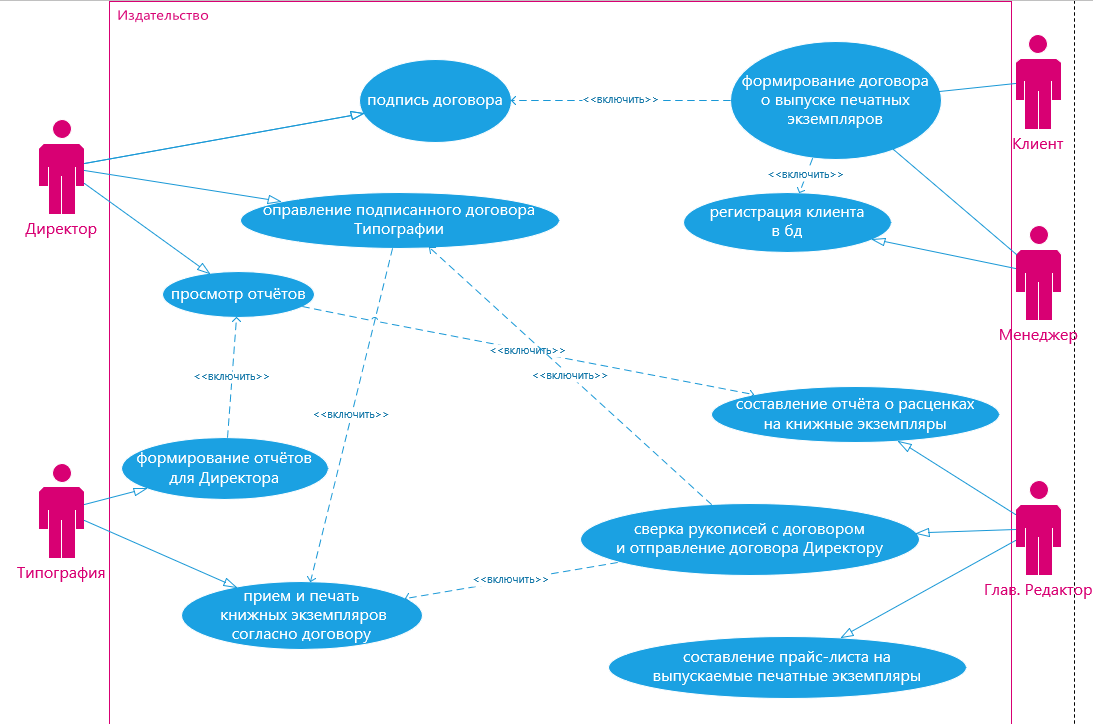 Издательство
подпись договора
<<включить>>
формирование договора
о выпуске печатных
экземпляров
Клиент
<<включить>>
Директор
оправление подписанного договора
Типографии
регистрация клиента
в бд
просмотр отчётов
Менеджер
<<включить>>
<<включить>>
<<включить>>
<<включить>>
составление отчёта о расценках
на книжные экземпляры
формирование отчётов
для Директора
Типография
сверка рукописей с договором
и отправление договора Директору
Глав. Редактор
<<включить>>
прием и печать
книжных экземпляров
согласно договору
составление прайс-листа на
выпускаемые печатные экземпляры